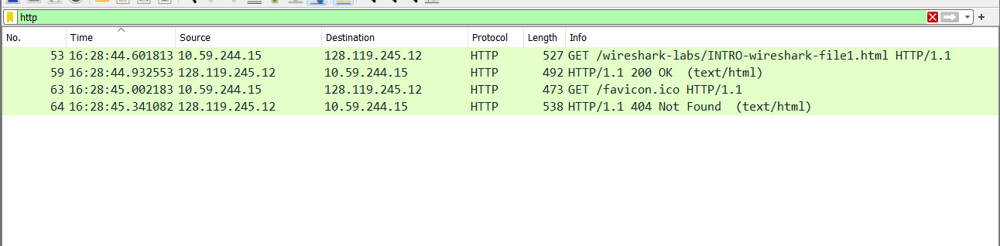 http
No. Time Source Destination Protocol Length Info
53 16:28:44.601813 10.59.244.15 128.119.245.12 HTTP 527 GET /wireshark-labs/INTRO-wireshark-file1.html HTTP/1.1
59 16:28:44.932553 128.119.245.12 10.59.244.15 HTTP 492 HTTP/1.1 200 OK  (text/html)
63 16:28:45.002183 10.59.244.15 128.119.245.12 HTTP 473 GET /favicon.ico HTTP/1.1
64 16:28:45.341082 128.119.245.12 10.59.244.15 HTTP 538 HTTP/1.1 404 Not Found  (text/html)